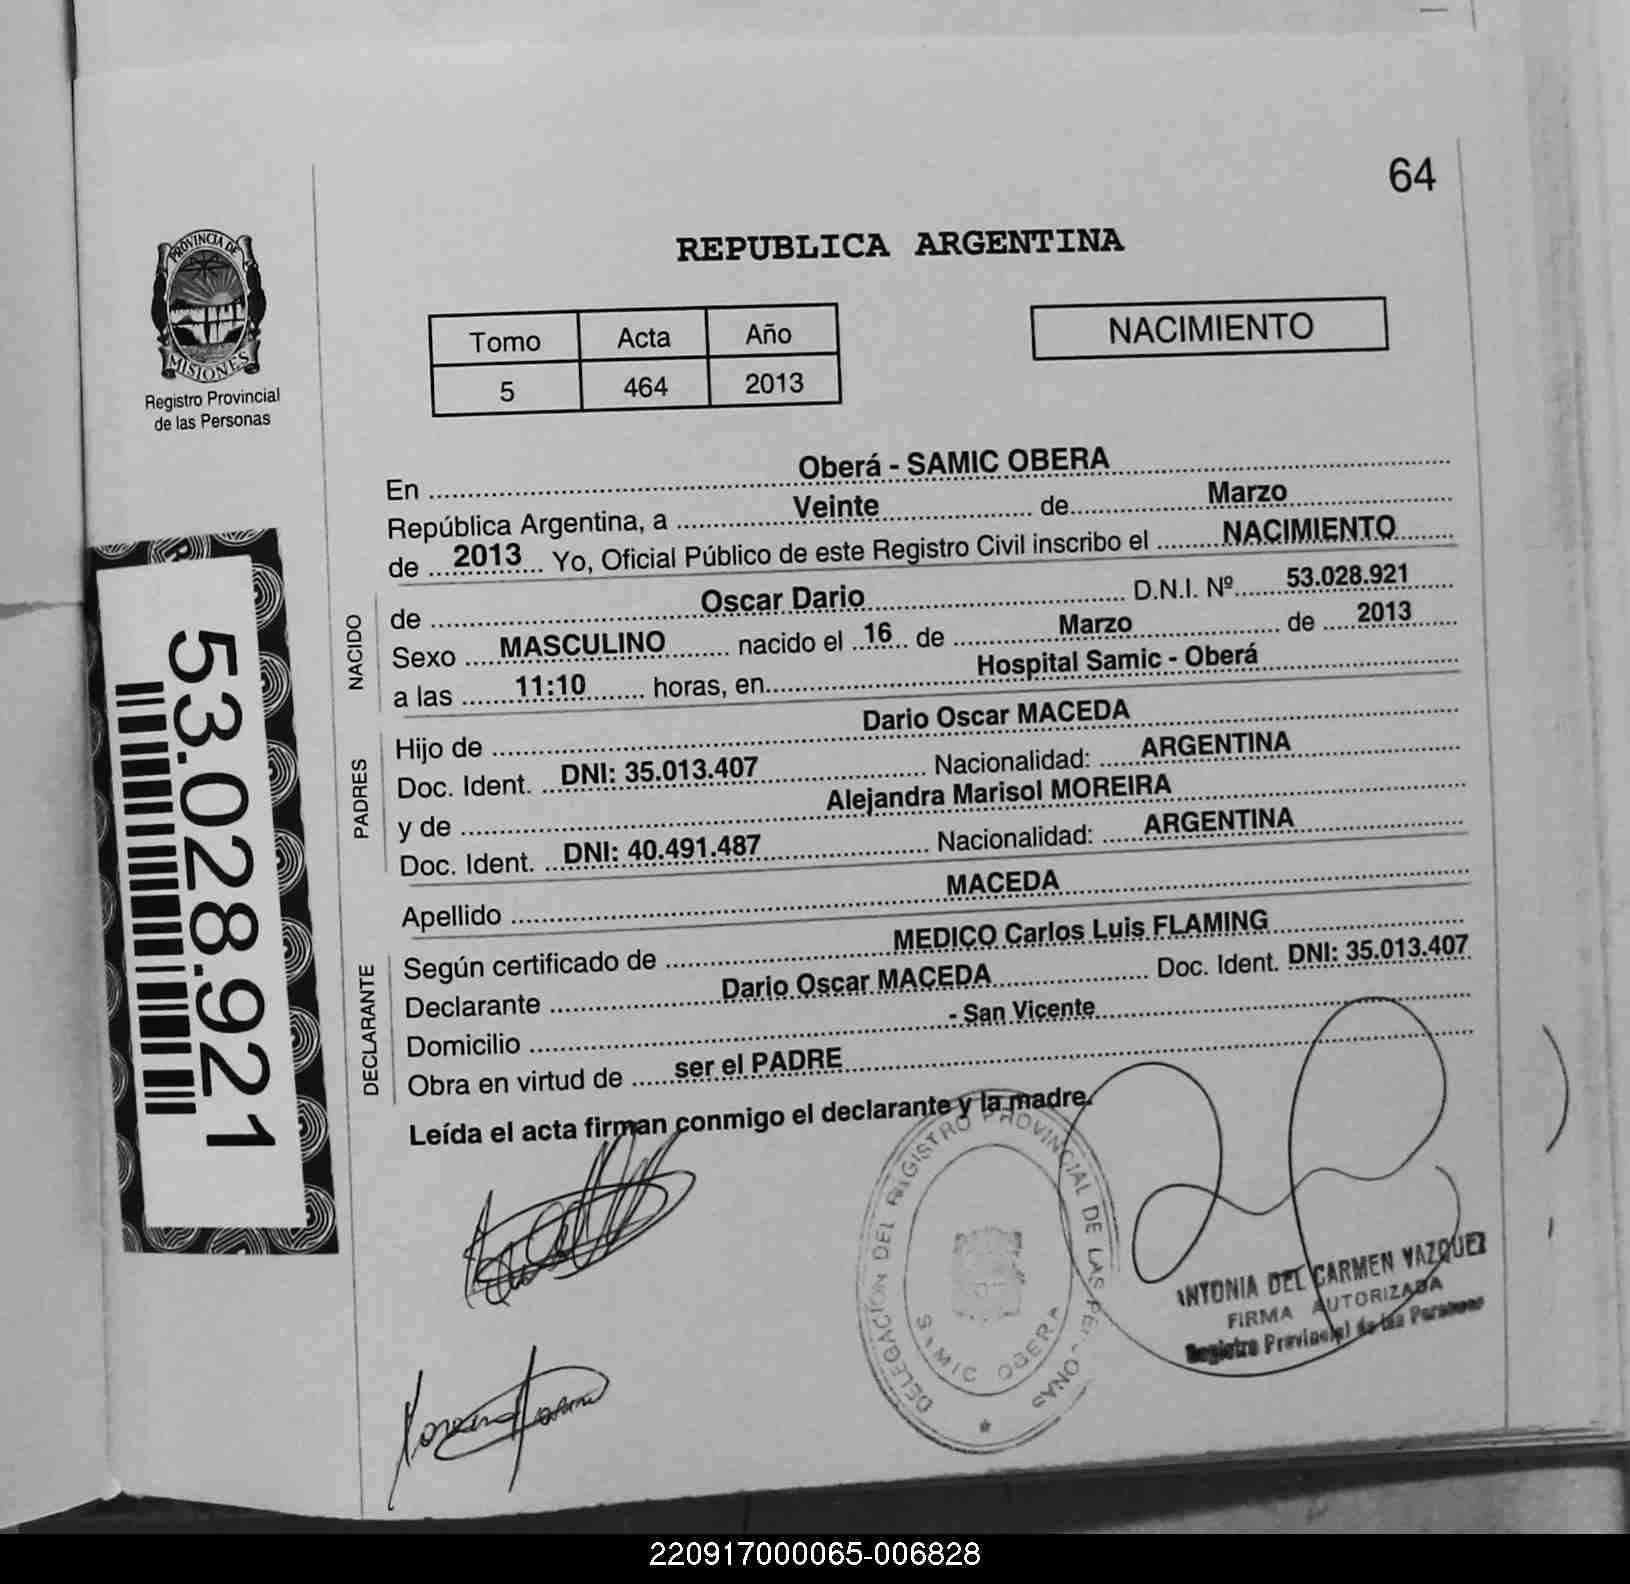 64
PROVINCIA DE
MISIONES
Registro Provincial
de las Personas
REPUBLICA ARGENTINA
Tomo Acta Año
5 464 2013
NACIMIENTO
En Oberá - SAMIC OBERA
República Argentina, a Veinte de Marzo
de 2013 Yo, Oficial Público de este Registro Civil inscribo el NACIMIENTO
NACIDO
de Oscar Dario D.N.I. Nº 53.028.921
Sexo MASCULINO nacido el 16 de Marzo de 2013
a las 11:10 horas, en Hospital Samic - Oberá
PADRES
Hijo de Dario Oscar MACEDA
Doc. Ident. DNI: 35.013.407 Nacionalidad: ARGENTINA
y de Alejandra Marisol MOREIRA
Doc. Ident. DNI: 40.491.487 Nacionalidad: ARGENTINA
Apellido MACEDA
DECLARANTE
Según certificado de MEDICO Carlos Luis FLAMING
Declarante Dario Oscar MACEDA Doc. Ident. DNI: 35.013.407
Domicilio - San Vicente
Obra en virtud de ser el PADRE
Leída el acta firman conmigo el declarante y la madre.
53.028.921
DELEGACION DEL REGISTRO PROVINCIAL DE LAS PERSONAS
SAMIC OBERA
ANTONIA DEL CARMEN VAZQUEZ
FIRMA AUTORIZADA
Registro Provincial de las Personas
220917000065-006828